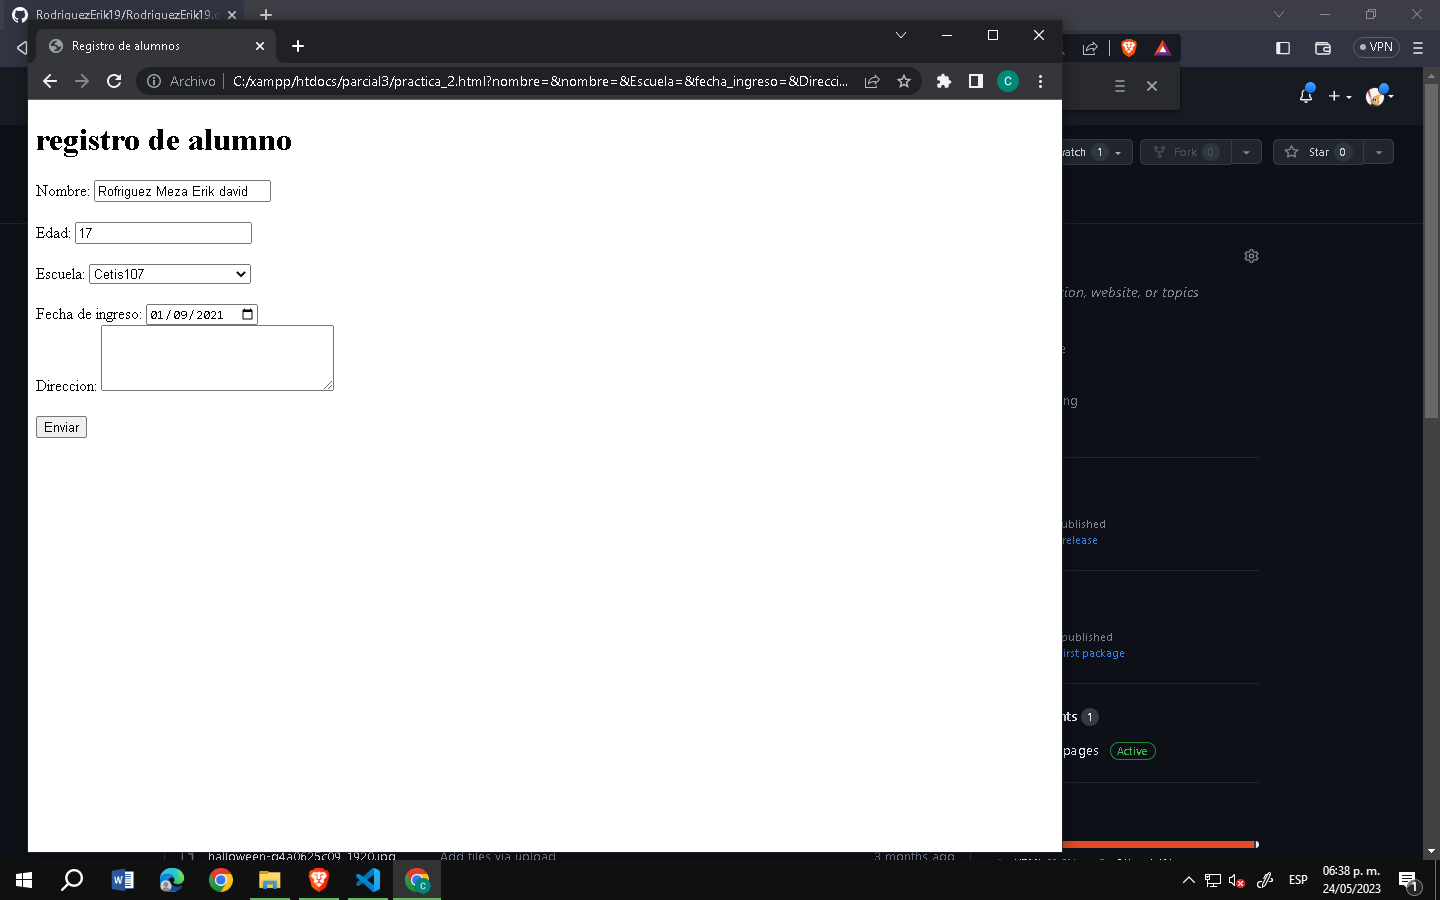 RodriguezErik19/RodriguezErik19.
Registro de alumnos
VPN
Archivo C:/xampp/htdocs/parcial3/practica_2.html?nombre=&nombre=&Escuela=&fecha_ingreso=&Direcci...
C
registro de alumno
Nombre: Rofriguez Meza Erik david
Edad: 17
Escuela: Cetis107
Fecha de ingreso: 01/09/2021
Direccion:
Enviar
atch 1
Fork 0
Star 0
tion, website, or topics
e
ng
ublished
release
ublished
irst package
nts 1
pages Active
halloween-g4a0625c09_1920.jpg Add files via upload 3 months ago
ESP
06:38 p. m.
24/05/2023
1